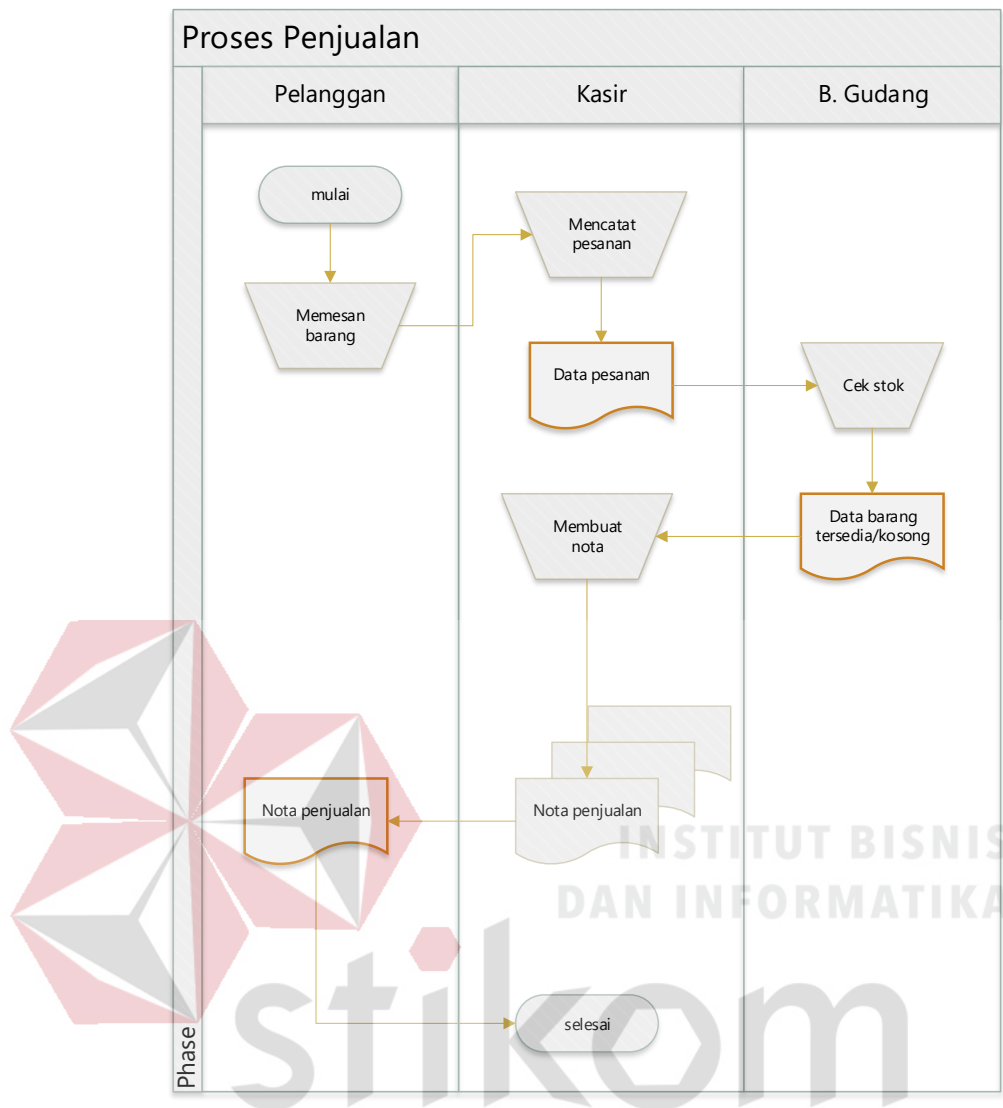 Proses Penjualan
Pelanggan
Kasir
B. Gudang
mulai
Mencatat
pesanan
Memesan
barang
Data pesanan
Cek stok
Membuat
nota
Data barang
tersedia/kosong
Nota penjualan
Nota penjualan
INSTITUT BISNIS
DAN INFORMATIKA
stikom
selesai
Phase